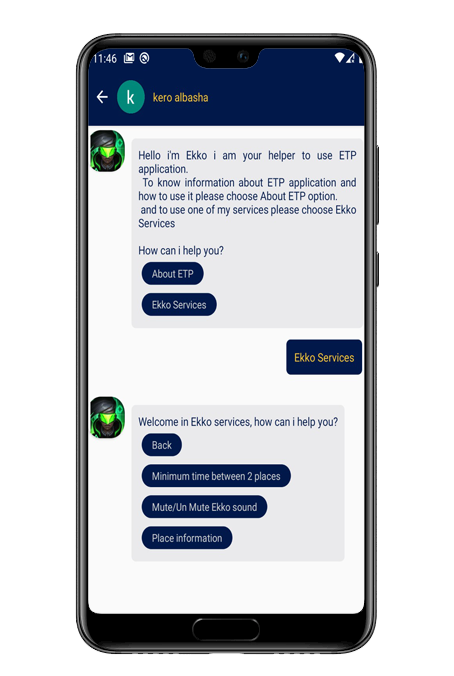 11:46
k kero albasha
Hello i'm Ekko i am your helper to use ETP
application.
To know information about ETP application and
how to use it please choose About ETP option.
and to use one of my services please choose Ekko
Services
How can i help you?
About ETP
Ekko Services
Ekko Services
Welcome in Ekko services, how can i help you?
Back
Minimum time between 2 places
Mute/Un Mute Ekko sound
Place information